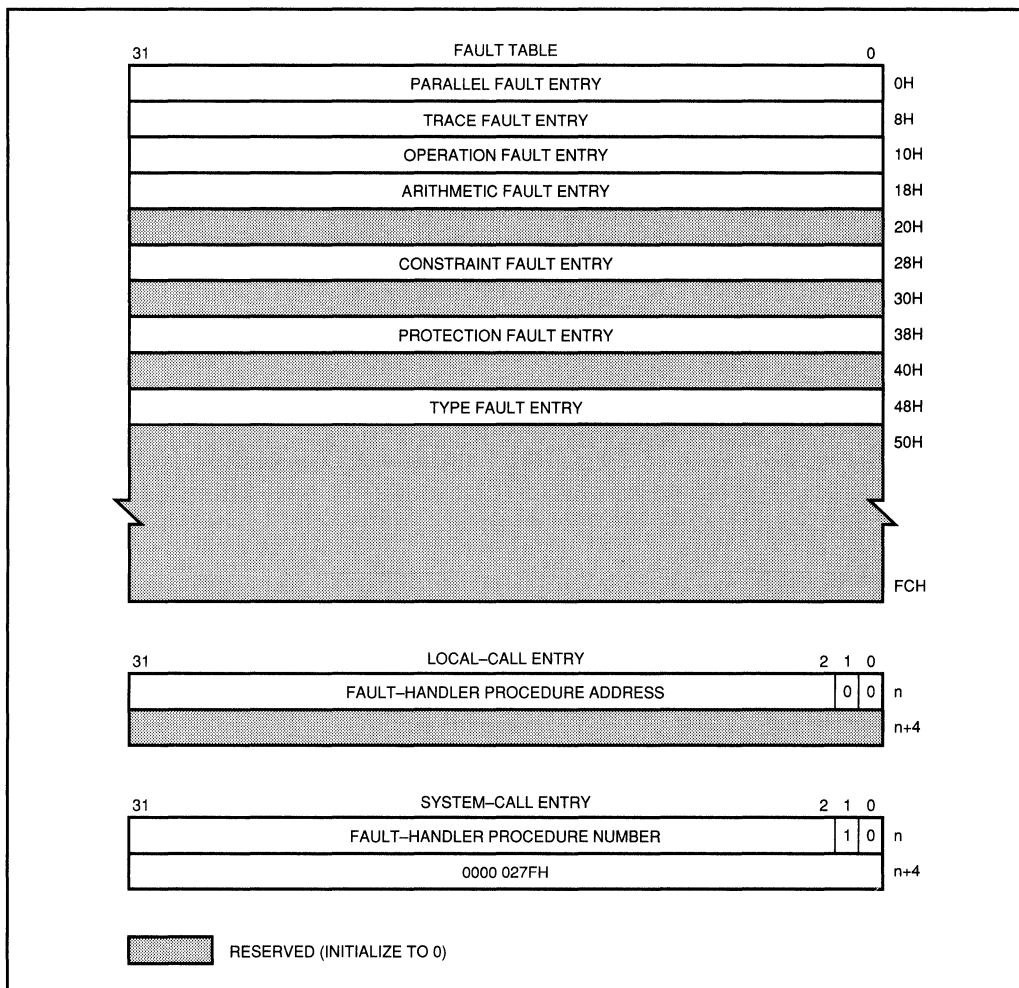 31 FAULT TABLE 0
PARALLEL FAULT ENTRY 0H
TRACE FAULT ENTRY 8H
OPERATION FAULT ENTRY 10H
ARITHMETIC FAULT ENTRY 18H
20H
CONSTRAINT FAULT ENTRY 28H
30H
PROTECTION FAULT ENTRY 38H
40H
TYPE FAULT ENTRY 48H
50H
FCH
31 LOCAL–CALL ENTRY 2 1 0
FAULT–HANDLER PROCEDURE ADDRESS 0 0 n
n+4
31 SYSTEM–CALL ENTRY 2 1 0
FAULT–HANDLER PROCEDURE NUMBER 1 0 n
0000 027FH n+4
RESERVED (INITIALIZE TO 0)